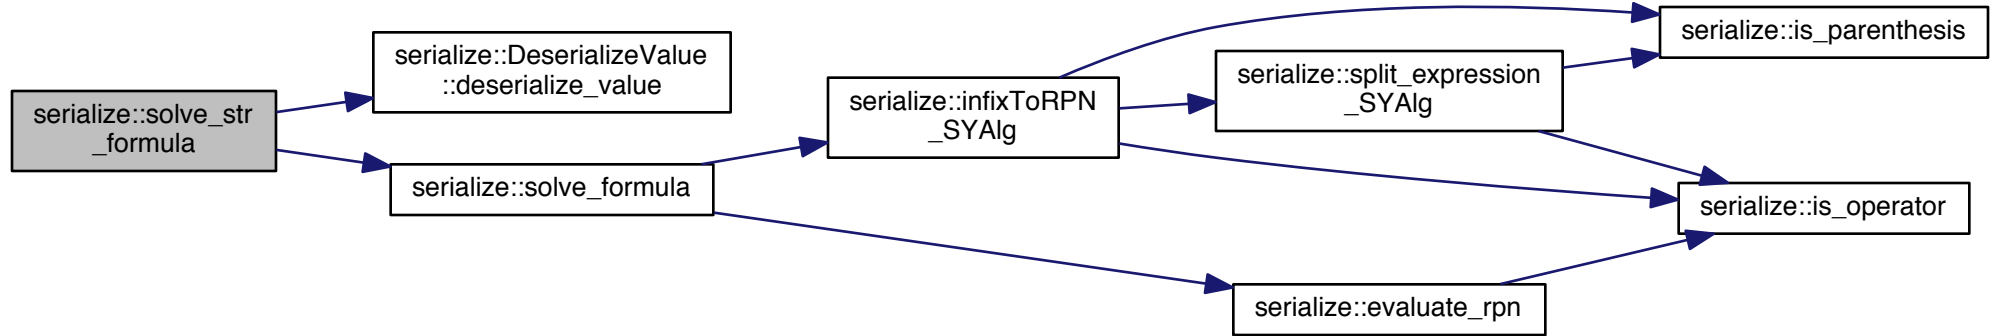 serialize::solve_str
_formula
serialize::DeserializeValue
::deserialize_value
serialize::solve_formula
serialize::infixToRPN
_SYAlg
serialize::split_expression
_SYAlg
serialize::is_parenthesis
serialize::is_operator
serialize::evaluate_rpn